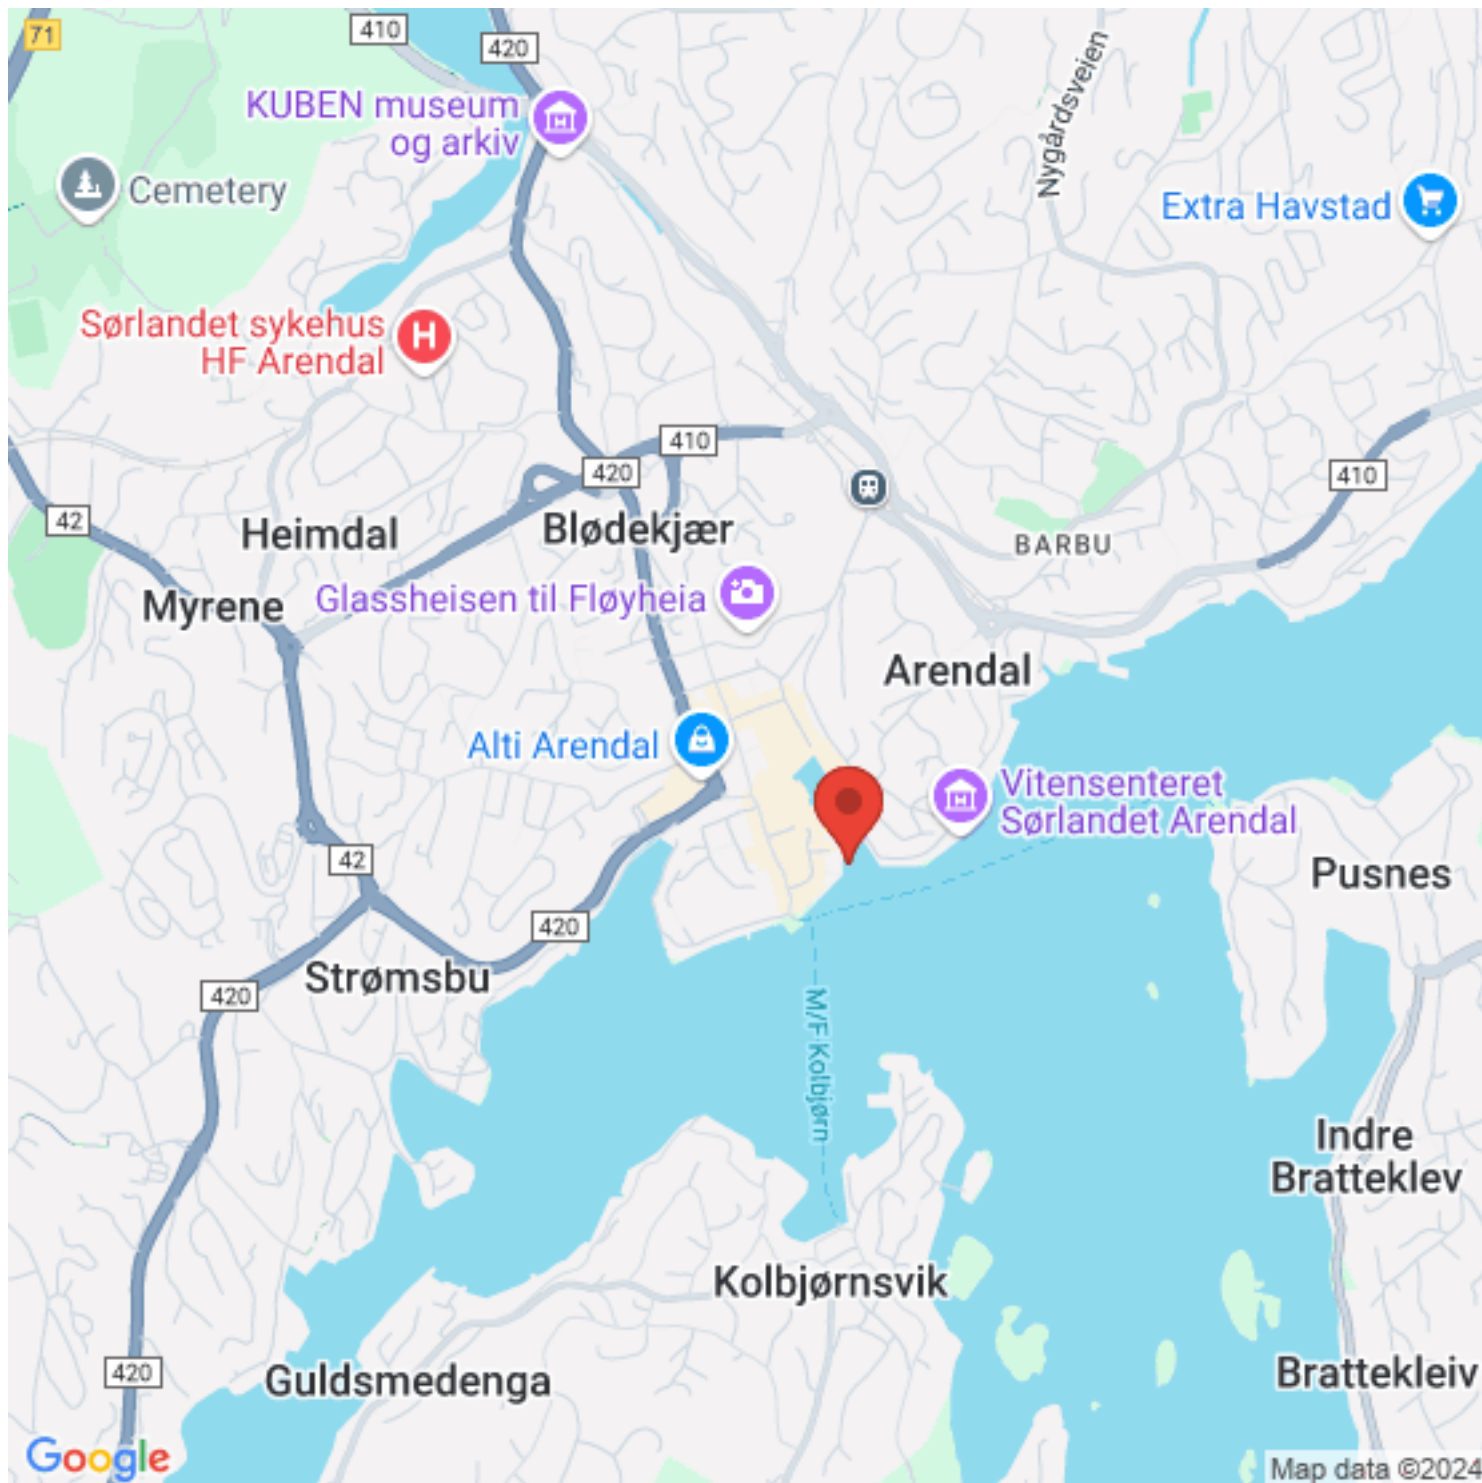 71
410
420
KUBEN museum
og arkiv
Nygårdsveien
Cemetery
Extra Havstad
Sørlandet sykehus
HF Arendal
H
410
420
410
42
Heimdal
Blødekjær
BARBU
Myrene
Glassheisen til Fløyheia
Arendal
Alti Arendal
Vitensenteret
Sørlandet Arendal
42
Pusnes
420
Strømsbu
420
M/F Kolbjørn
Indre
Bratteklev
Kolbjørnsvik
420
Guldsmedenga
Brattekleiv
Google
Map data ©2024